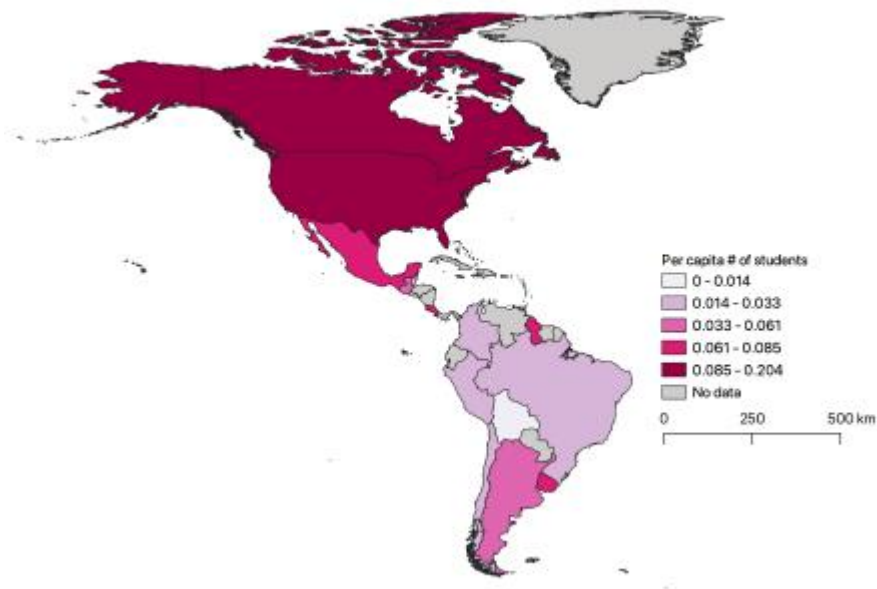 Per capita # of students
0 - 0.014
0.014 - 0.033
0.033 - 0.061
0.061 - 0.085
0.085 - 0.204
No data
0 250 500 km